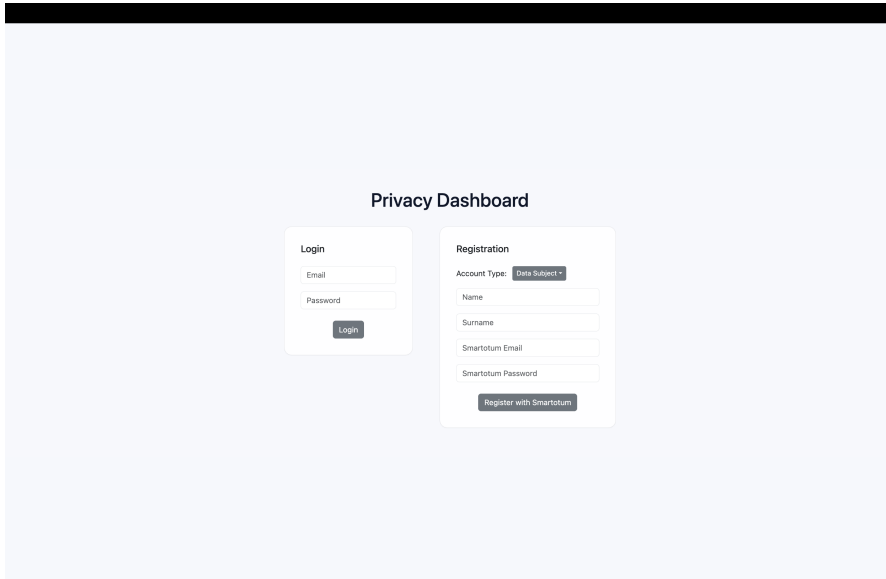 Privacy Dashboard
Login
Email
Password
Login
Registration
Account Type: Data Subject
Name
Surname
Smartotum Email
Smartotum Password
Register with Smartotum